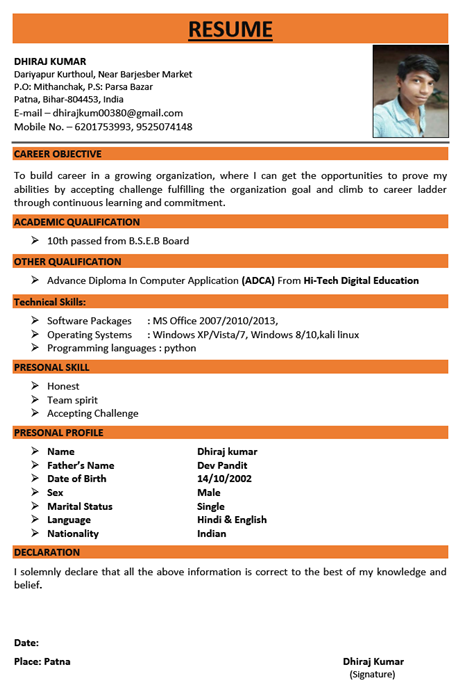 RESUME
DHIRAJ KUMAR
Dariyapur Kurthoul, Near Barjesber Market
P.O: Mithanchak, P.S: Parsa Bazar
Patna, Bihar-804453, India
E-mail – dhirajkum00380@gmail.com
Mobile No. – 6201753993, 9525074148
CAREER OBJECTIVE
To build career in a growing organization, where I can get the opportunities to prove my
abilities by accepting challenge fulfilling the organization goal and climb to career ladder
through continuous learning and commitment.
ACADEMIC QUALIFICATION
➢ 10th passed from B.S.E.B Board
OTHER QUALIFICATION
➢ Advance Diploma In Computer Application (ADCA) From Hi-Tech Digital Education
Technical Skills:
➢ Software Packages : MS Office 2007/2010/2013,
➢ Operating Systems : Windows XP/Vista/7, Windows 8/10,kali linux
➢ Programming languages : python
PRESONAL SKILL
➢ Honest
➢ Team spirit
➢ Accepting Challenge
PRESONAL PROFILE
➢ Name Dhiraj kumar
➢ Father's Name Dev Pandit
➢ Date of Birth 14/10/2002
➢ Sex Male
➢ Marital Status Single
➢ Language Hindi & English
➢ Nationality Indian
DECLARATION
I solemnly declare that all the above information is correct to the best of my knowledge and
belief.
Date:
Place: Patna Dhiraj Kumar
(Signature)